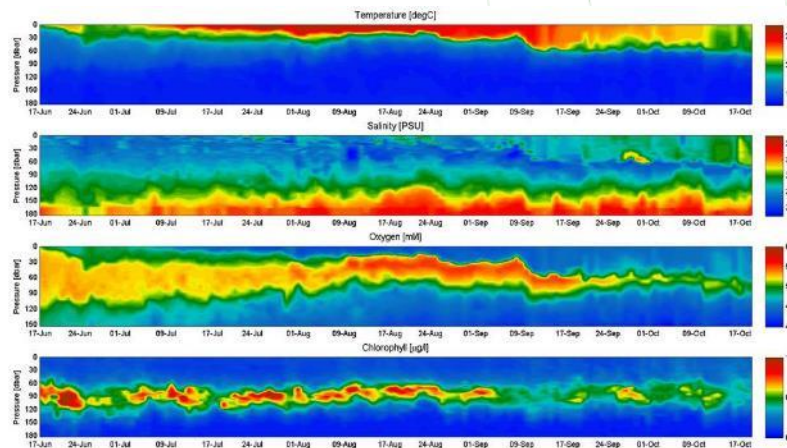 Temperature [degC]
Pressure [dbar]
0
30
60
90
120
150
180
17-Jun 24-Jun 01-Jul 09-Jul 17-Jul 24-Jul 01-Aug 09-Aug 17-Aug 24-Aug 01-Sep 09-Sep 17-Sep 24-Sep 01-Oct 09-Oct 17-Oct
Salinity [PSU]
Pressure [dbar]
0
30
60
90
120
150
180
17-Jun 24-Jun 01-Jul 09-Jul 17-Jul 24-Jul 01-Aug 09-Aug 17-Aug 24-Aug 01-Sep 09-Sep 17-Sep 24-Sep 01-Oct 09-Oct 17-Oct
Oxygen [ml/l]
Pressure [dbar]
0
30
60
90
120
150
17-Jun 24-Jun 01-Jul 09-Jul 17-Jul 24-Jul 01-Aug 09-Aug 17-Aug 24-Aug 01-Sep 09-Sep 17-Sep 24-Sep 01-Oct 09-Oct 17-Oct
Chlorophyll [µg/l]
Pressure [dbar]
0
30
60
90
120
150
180
17-Jun 24-Jun 01-Jul 09-Jul 17-Jul 24-Jul 01-Aug 09-Aug 17-Aug 24-Aug 01-Sep 09-Sep 17-Sep 24-Sep 01-Oct 09-Oct 17-Oct